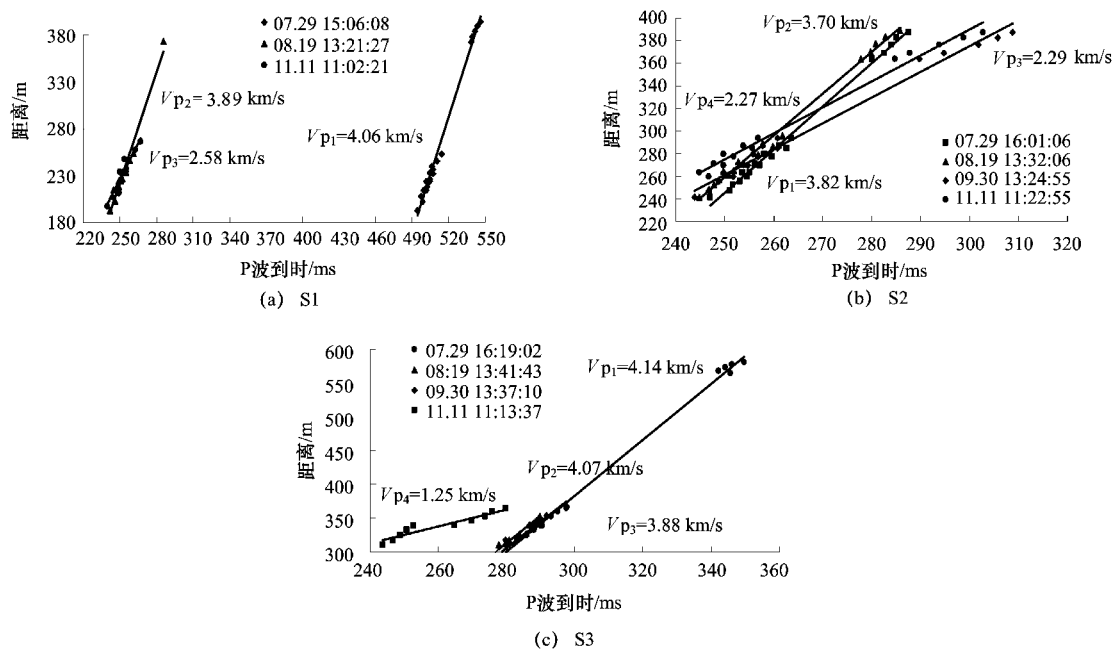 距离/m
380
340
300
260
220
180
07.29 15:06:08
08.19 13:21:27
11.11 11:02:21
Vp₂= 3.89 km/s
Vp₁=4.06 km/s
Vp₃=2.58 km/s
220 250 280 310 340 370 400 430 460 490 520 550
P波到时/ms
(a) S1
距离/m
400
380
360
340
320
300
280
260
240
220
Vp₂= 3.70 km/s
Vp₃=2.29 km/s
Vp₄=2.27 km/s
Vp₁=3.82 km/s
07.29 16:01:06
08.19 13:32:06
09.30 13:24:55
11.11 11:22:55
240 250 260 270 280 290 300 310 320
P波到时/ms
(b) S2
距离/m
600
550
500
450
400
350
300
07.29 16:19:02
08:19 13:41:43
09.30 13:37:10
11.11 11:13:37
Vp₁=4.14 km/s
Vp₂=4.07 km/s
Vp₄=1.25 km/s
Vp₃=3.88 km/s
240 260 280 300 320 340 360
P波到时/ms
(c) S3